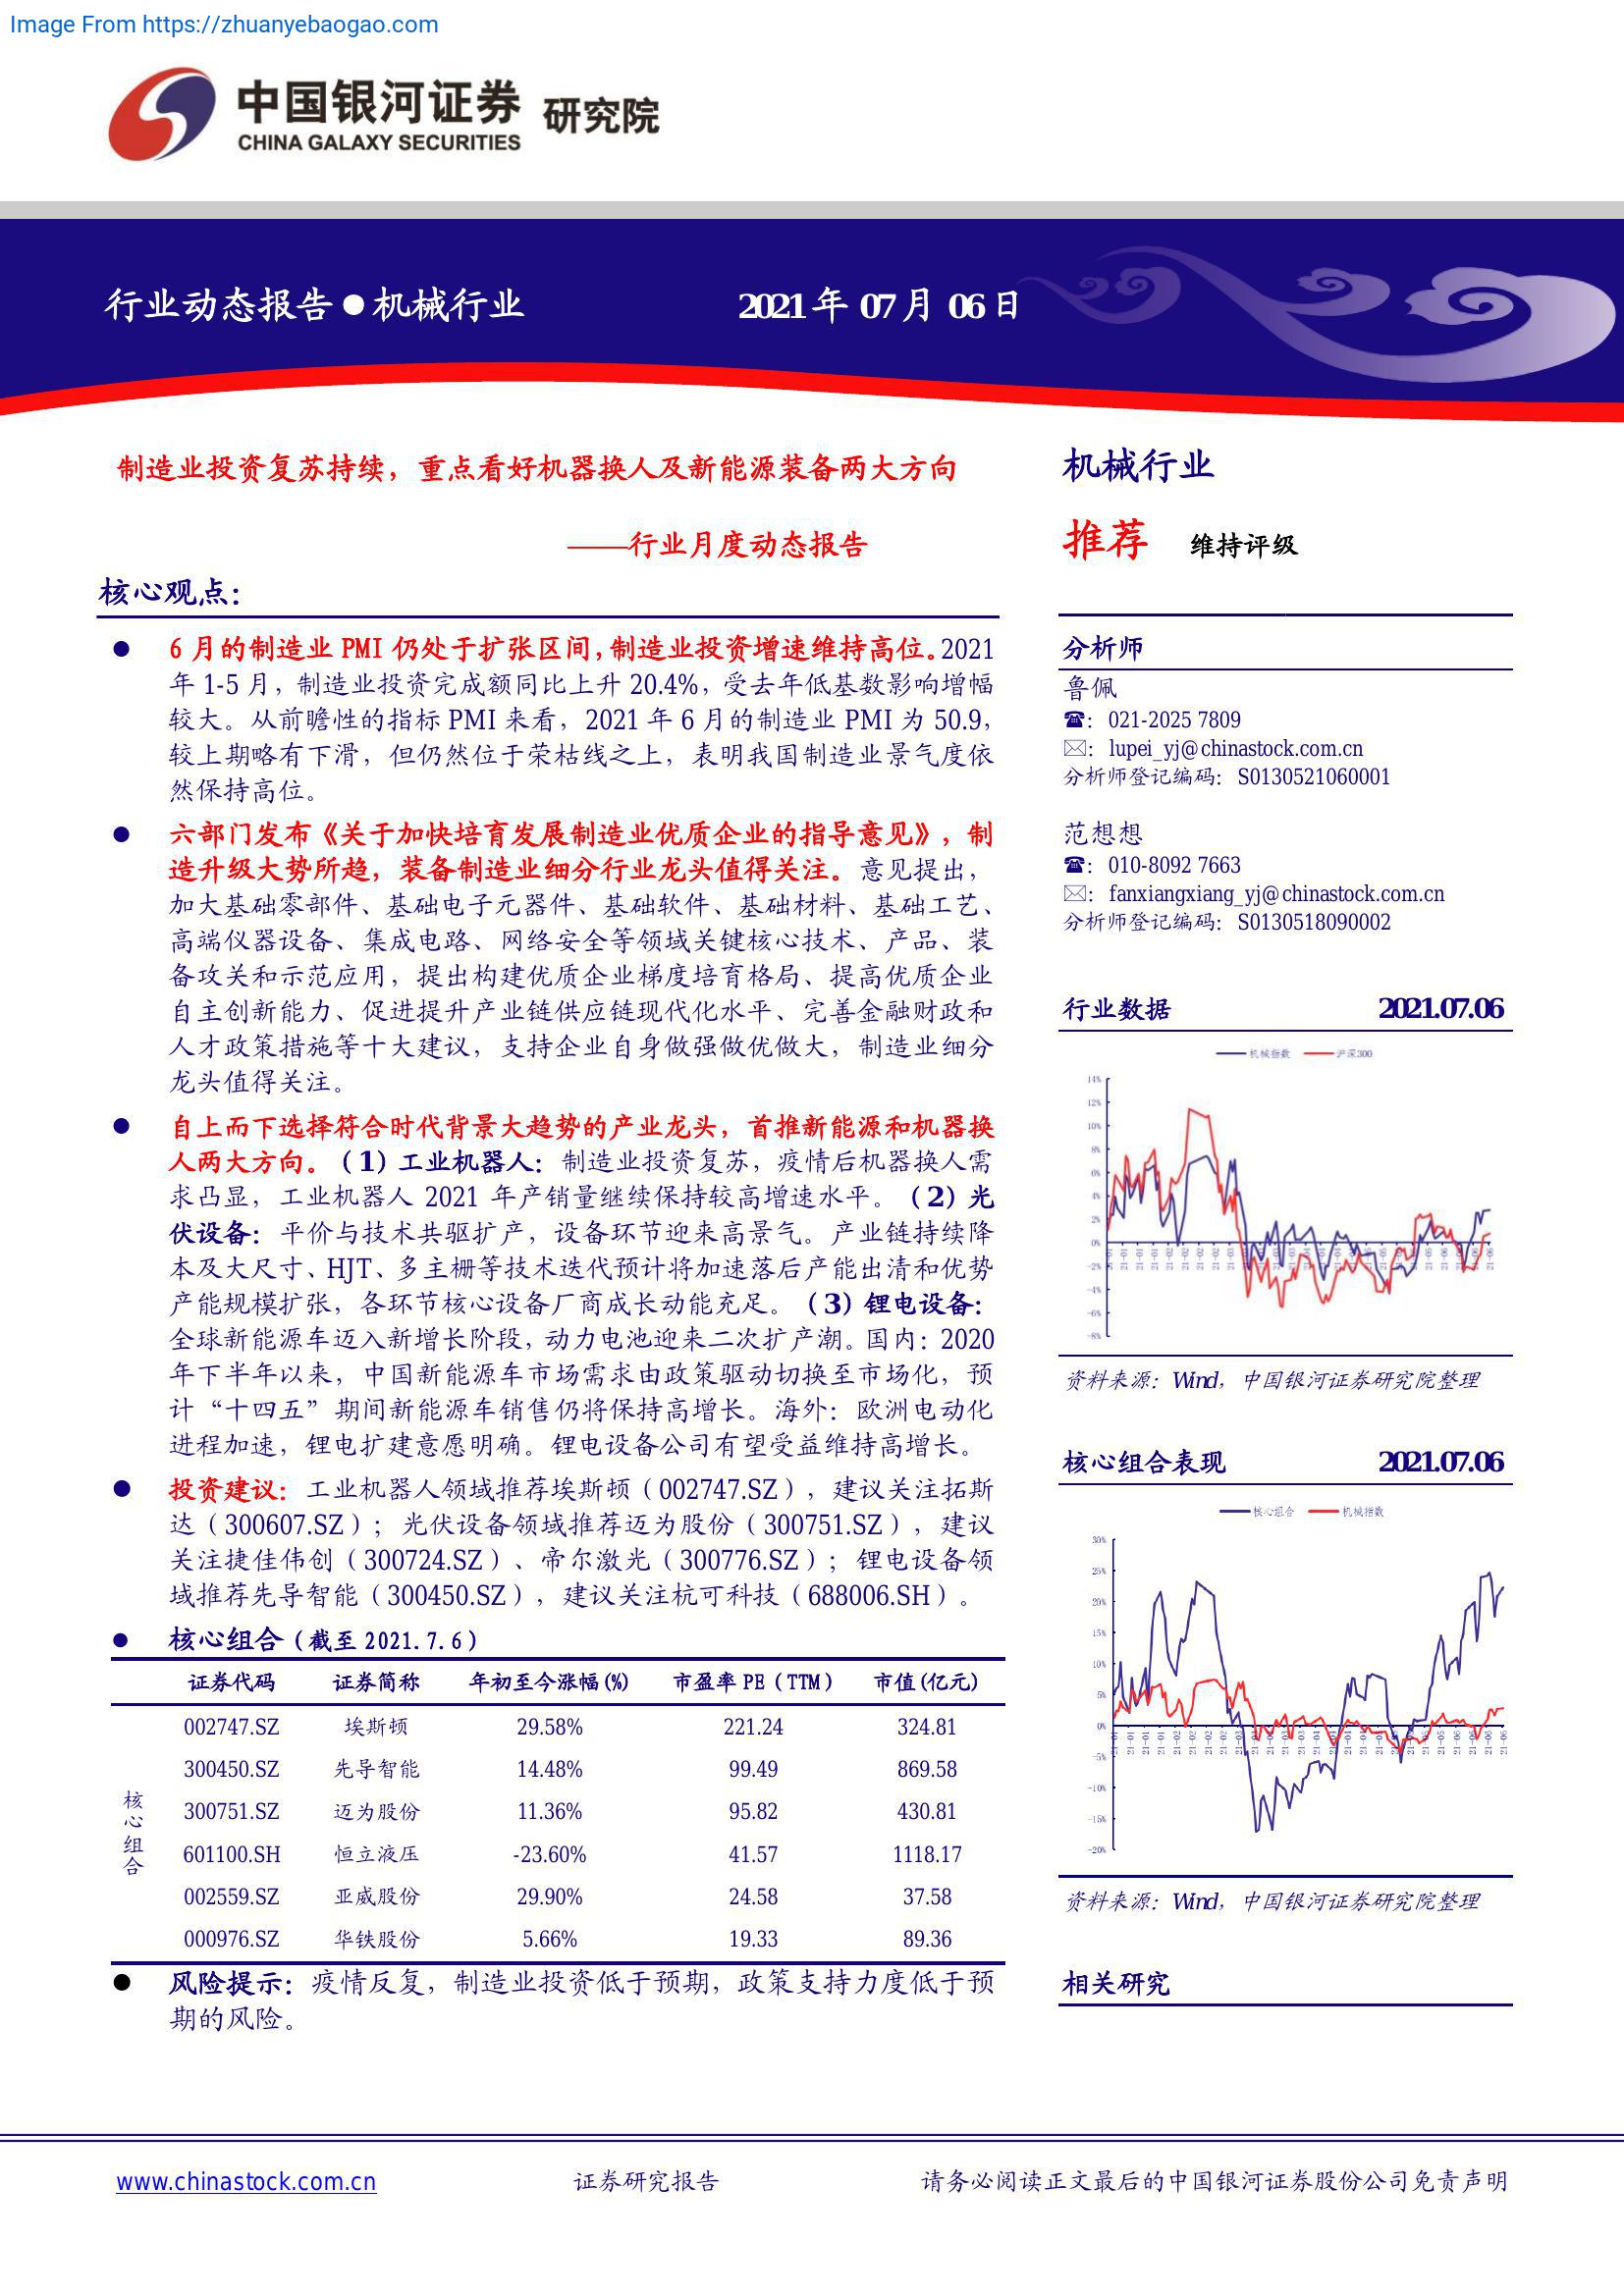 Image From https://zhuanyebaogao.com
中国银河证券 研究院
CHINA GALAXY SECURITIES
行业动态报告●机械行业 2021 年 07 月 06 日
制造业投资复苏持续，重点看好机器换人及新能源装备两大方向
——行业月度动态报告
核心观点：
● 6 月的制造业 PMI 仍处于扩张区间，制造业投资增速维持高位。2021
年 1-5 月，制造业投资完成额同比上升 20.4%，受去年低基数影响增幅
较大。从前瞻性的指标 PMI 来看，2021 年 6 月的制造业 PMI 为 50.9，
较上期略有下滑，但仍然位于荣枯线之上，表明我国制造业景气度依
然保持高位。
● 六部门发布《关于加快培育发展制造业优质企业的指导意见》，制
造升级大势所趋，装备制造业细分行业龙头值得关注。意见提出，
加大基础零部件、基础电子元器件、基础软件、基础材料、基础工艺、
高端仪器设备、集成电路、网络安全等领域关键核心技术、产品、装
备攻关和示范应用，提出构建优质企业梯度培育格局、提高优质企业
自主创新能力、促进提升产业链供应链现代化水平、完善金融财政和
人才政策措施等十大建议，支持企业自身做强做优做大，制造业细分
龙头值得关注。
● 自上而下选择符合时代背景大趋势的产业龙头，首推新能源和机器换
人两大方向。（1）工业机器人：制造业投资复苏，疫情后机器换人需
求凸显，工业机器人 2021 年产销量继续保持较高增速水平。（2）光
伏设备：平价与技术共驱扩产，设备环节迎来高景气。产业链持续降
本及大尺寸、HJT、多主栅等技术迭代预计将加速落后产能出清和优势
产能规模扩张，各环节核心设备厂商成长动能充足。（3）锂电设备：
全球新能源车迈入新增长阶段，动力电池迎来二次扩产潮。国内：2020
年下半年以来，中国新能源车市场需求由政策驱动切换至市场化，预
计“十四五”期间新能源车销售仍将保持高增长。海外：欧洲电动化
进程加速，锂电扩建意愿明确。锂电设备公司有望受益维持高增长。
● 投资建议：工业机器人领域推荐埃斯顿（002747.SZ），建议关注拓斯
达（300607.SZ）；光伏设备领域推荐迈为股份（300751.SZ），建议
关注捷佳伟创（300724.SZ）、帝尔激光（300776.SZ）；锂电设备领
域推荐先导智能（300450.SZ），建议关注杭可科技（688006.SH）。
● 核心组合（截至 2021.7.6）
证券代码 证券简称 年初至今涨幅(%) 市盈率 PE（TTM） 市值(亿元)
核心组合
002747.SZ 埃斯顿 29.58% 221.24 324.81
300450.SZ 先导智能 14.48% 99.49 869.58
300751.SZ 迈为股份 11.36% 95.82 430.81
601100.SH 恒立液压 -23.60% 41.57 1118.17
002559.SZ 亚威股份 29.90% 24.58 37.58
000976.SZ 华铁股份 5.66% 19.33 89.36
● 风险提示：疫情反复，制造业投资低于预期，政策支持力度低于预
期的风险。
机械行业
推荐 维持评级
分析师
鲁佩
☎：021-2025 7809
✉：lupei_yj@chinastock.com.cn
分析师登记编码：S0130521060001
范想想
☎：010-8092 7663
✉：fanxiangxiang_yj@chinastock.com.cn
分析师登记编码：S0130518090002
行业数据 2021.07.06
机械指数 沪深300
14%
12%
10%
8%
6%
4%
2%
0%
-2%
-4%
-6%
-8%
资料来源：Wind，中国银河证券研究院整理
核心组合表现 2021.07.06
核心组合 机械指数
30%
25%
20%
15%
10%
5%
0%
-5%
-10%
-15%
-20%
资料来源：Wind，中国银河证券研究院整理
相关研究
www.chinastock.com.cn 证券研究报告 请务必阅读正文最后的中国银河证券股份公司免责声明